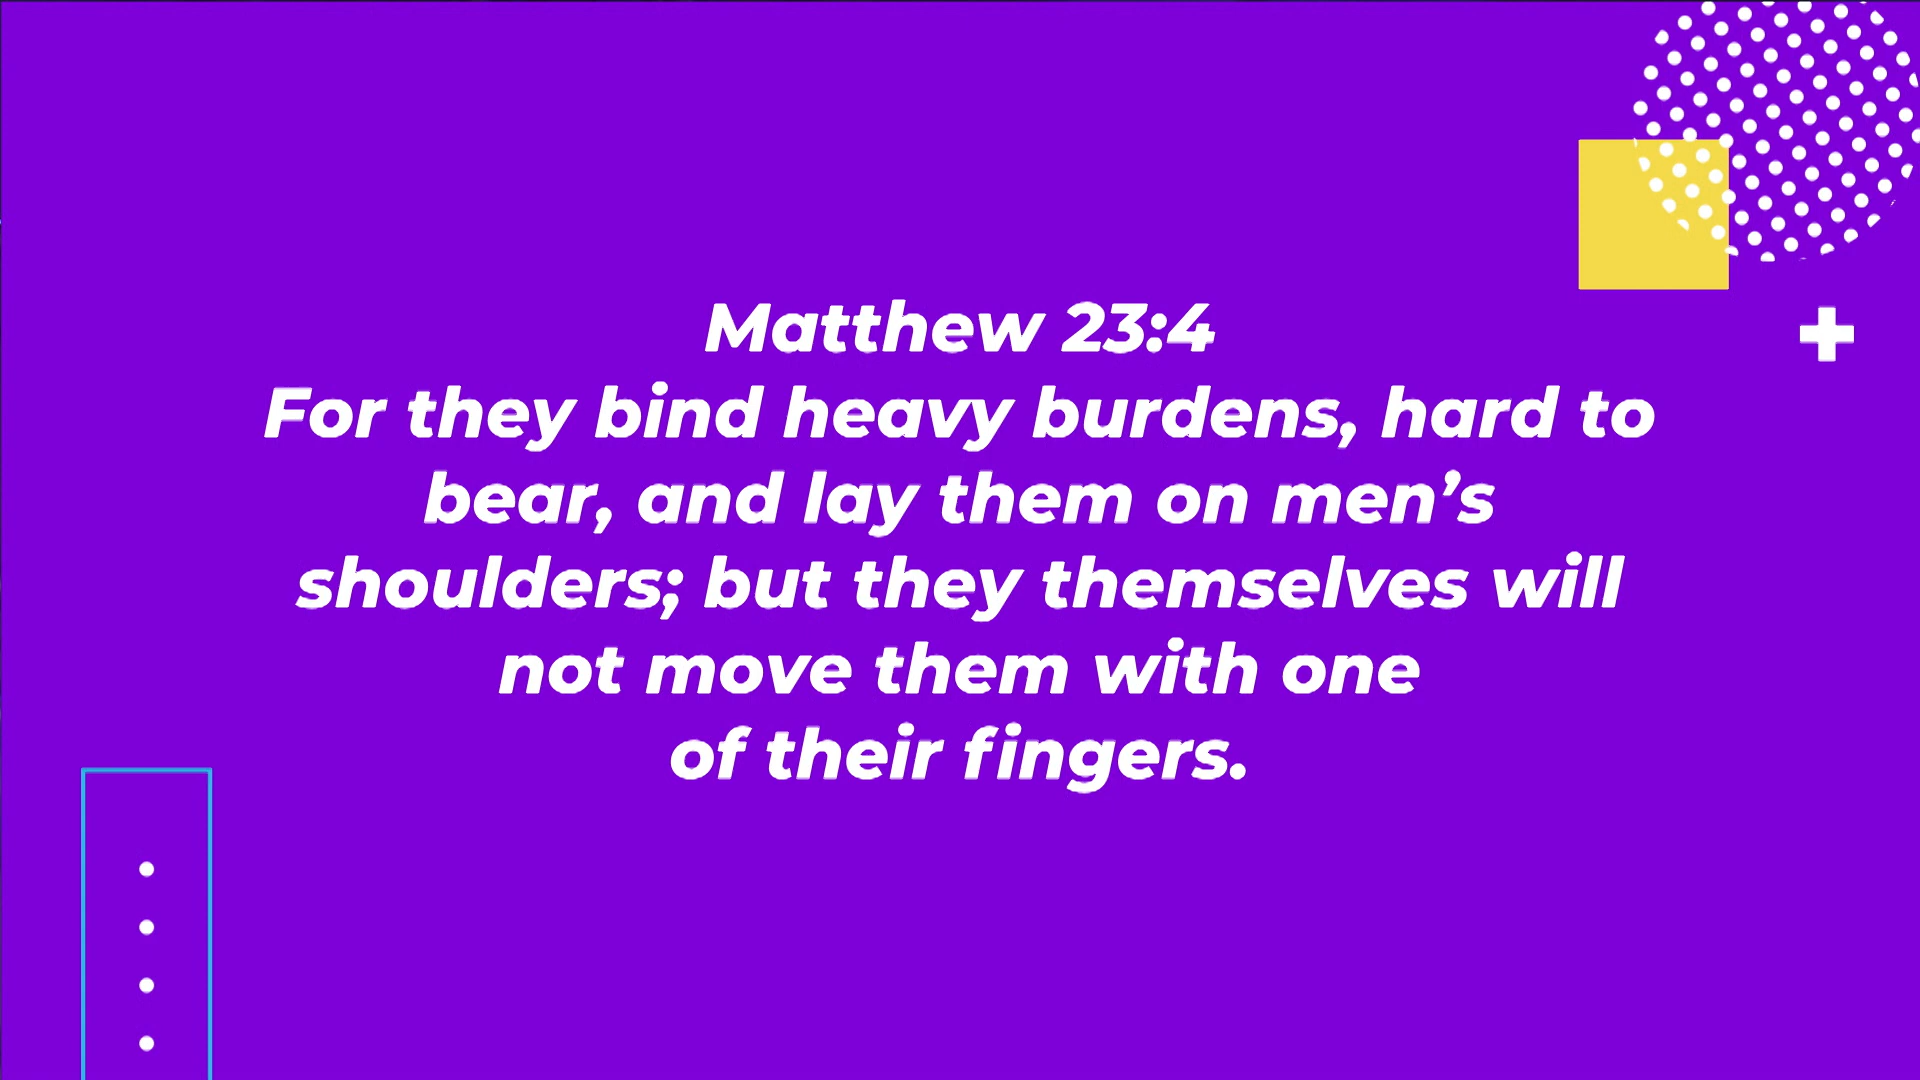 Matthew 23:4
For they bind heavy burdens, hard to
bear, and lay them on men’s
shoulders; but they themselves will
not move them with one
of their fingers.